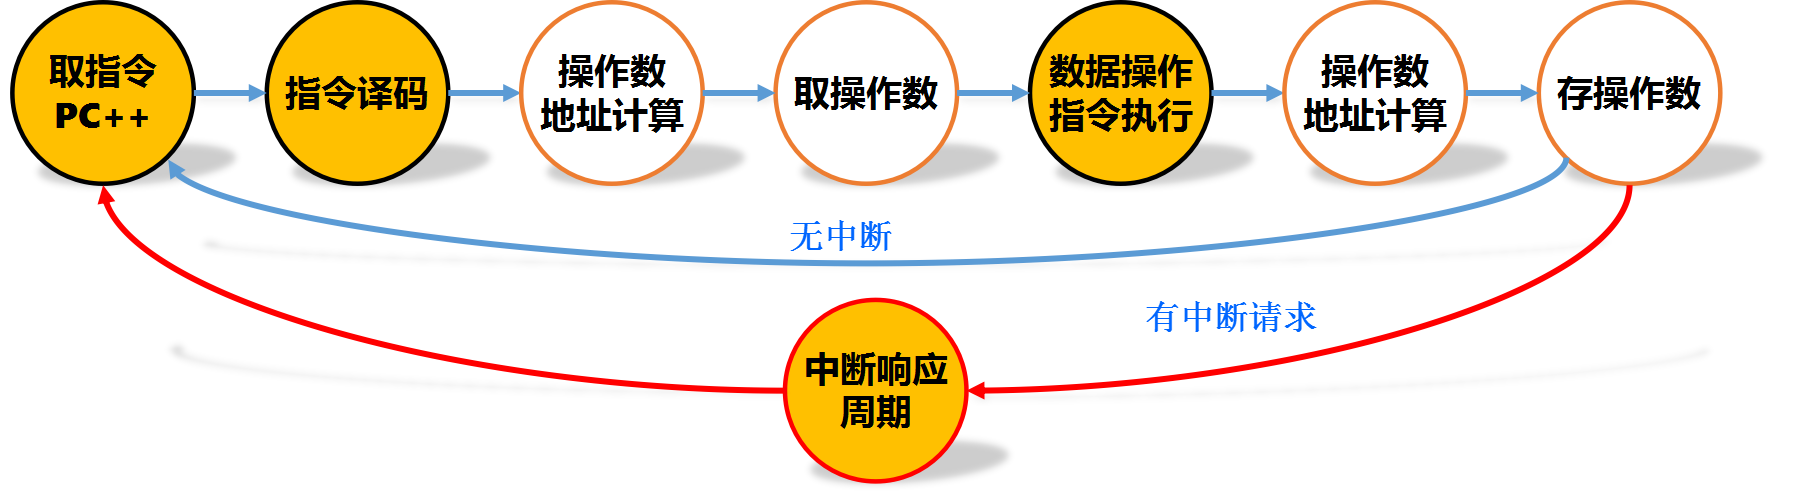 取指令
PC++
指令译码
操作数
地址计算
取操作数
数据操作
指令执行
操作数
地址计算
存操作数
无中断
有中断请求
中断响应
周期